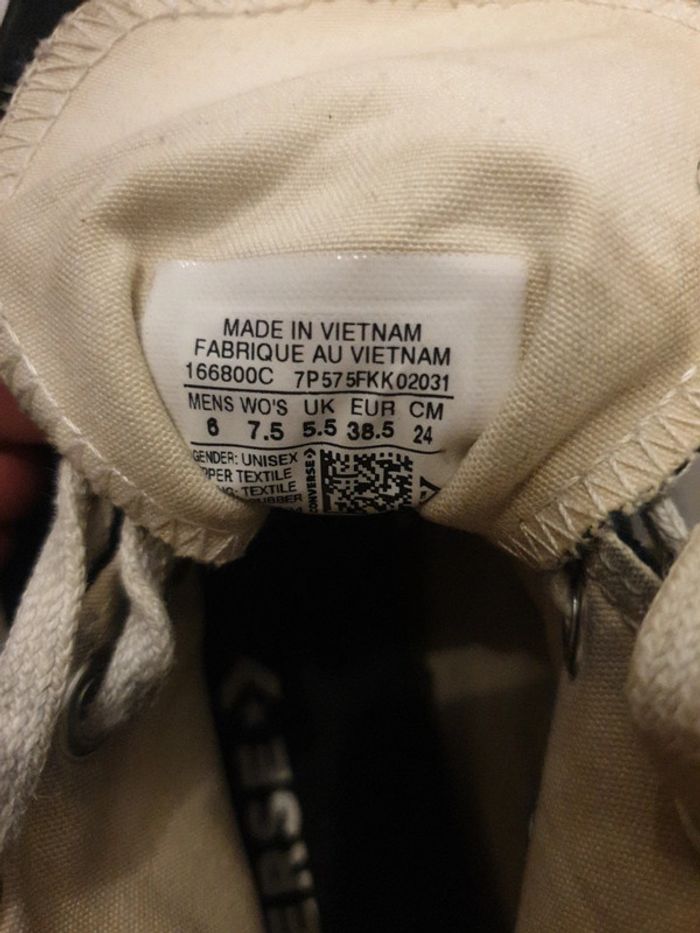 MADE IN VIETNAM
FABRIQUE AU VIETNAM
166800C 7P575FKK02031
MENS WO'S UK EUR CM
6 7.5 5.5 38.5 24
GENDER: UNISEX
TEXTILE
TEXTILE
CONVERSE